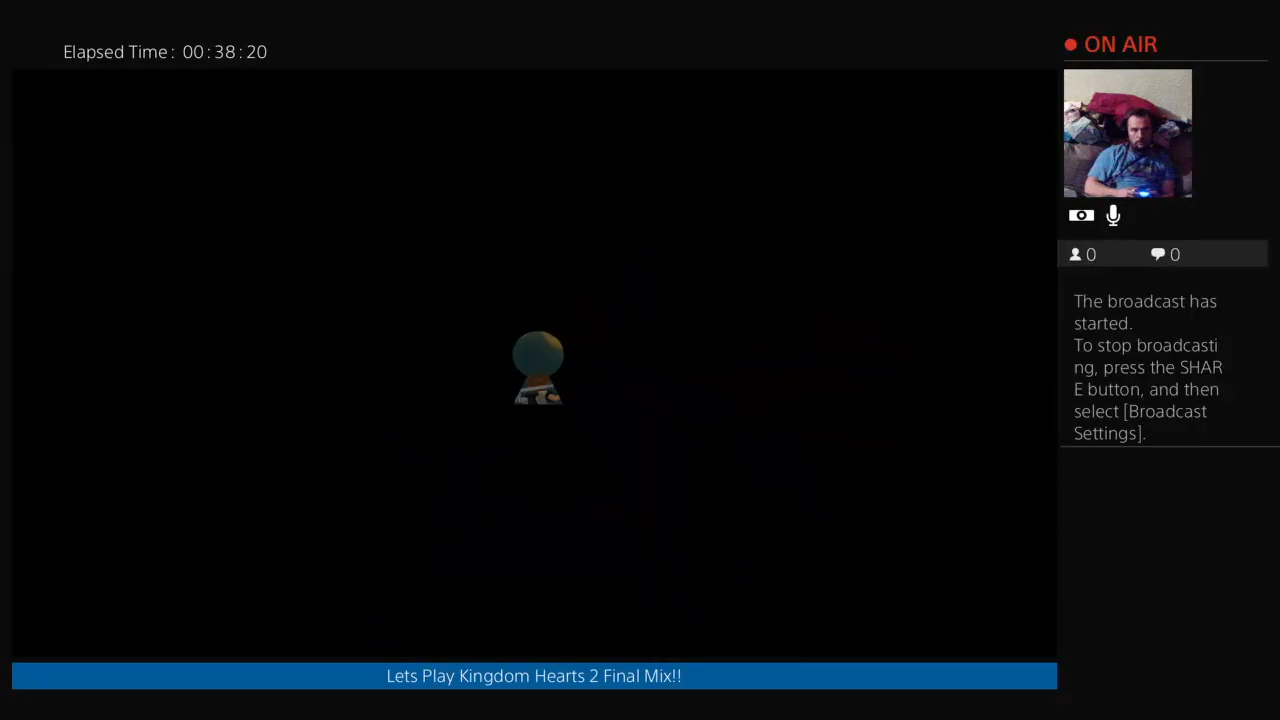 Elapsed Time: 00:38:20
ON AIR
0 0
The broadcast has
started.
To stop broadcasti
ng, press the SHAR
E button, and then
select [Broadcast
Settings].
Lets Play Kingdom Hearts 2 Final Mix!!